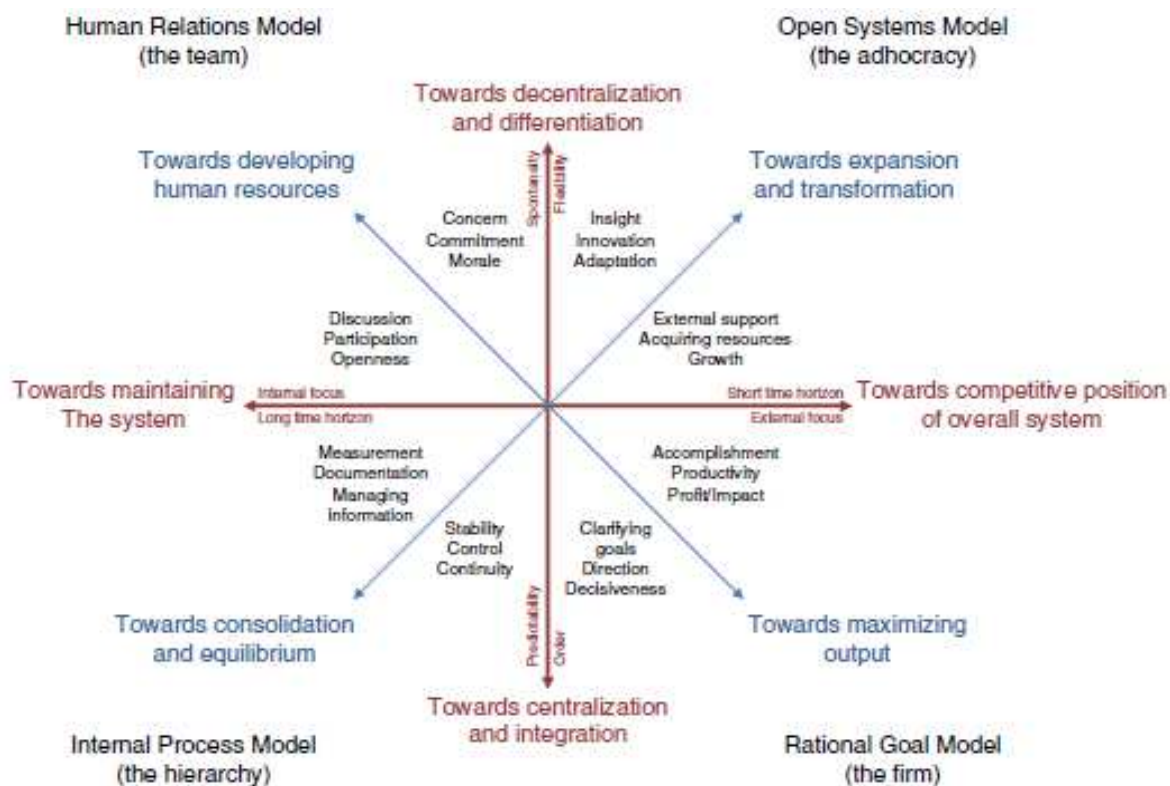 Human Relations Model
(the team)
Open Systems Model
(the adhocracy)
Towards decentralization
and differentiation
Towards developing
human resources
Towards expansion
and transformation
Spontaneity
Flexibility
Concern
Commitment
Morale
Insight
Innovation
Adaptation
Discussion
Participation
Openness
External support
Acquiring resources
Growth
Towards maintaining
The system
Internal focus
Long time horizon
Short time horizon
External focus
Towards competitive position
of overall system
Measurement
Documentation
Managing
Information
Accomplishment
Productivity
Profit/Impact
Stability
Control
Continuity
Clarifying
goals
Direction
Decisiveness
Predictability
Order
Towards consolidation
and equilibrium
Towards maximizing
output
Towards centralization
and integration
Internal Process Model
(the hierarchy)
Rational Goal Model
(the firm)